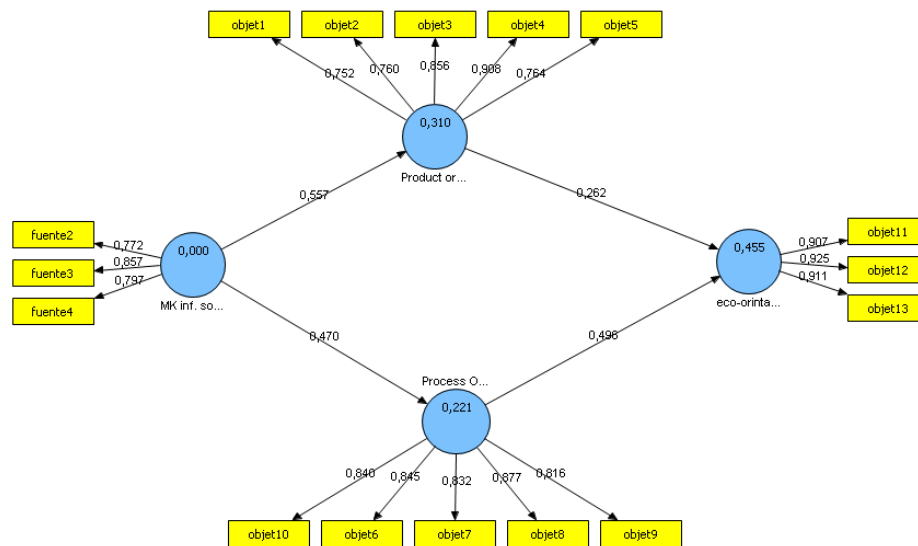 objet1
objet2
objet3
objet4
objet5
0,752
0,760
0,856
0,908
0,764
0,310
Product or...
0,557
0,262
fuente2
fuente3
fuente4
0,772
0,857
0,797
0,000
MK inf. so...
0,455
eco-orinta...
0,907
0,925
0,911
objet11
objet12
objet13
0,470
0,496
Process O...
0,221
0,840
0,845
0,832
0,877
0,816
objet10
objet6
objet7
objet8
objet9